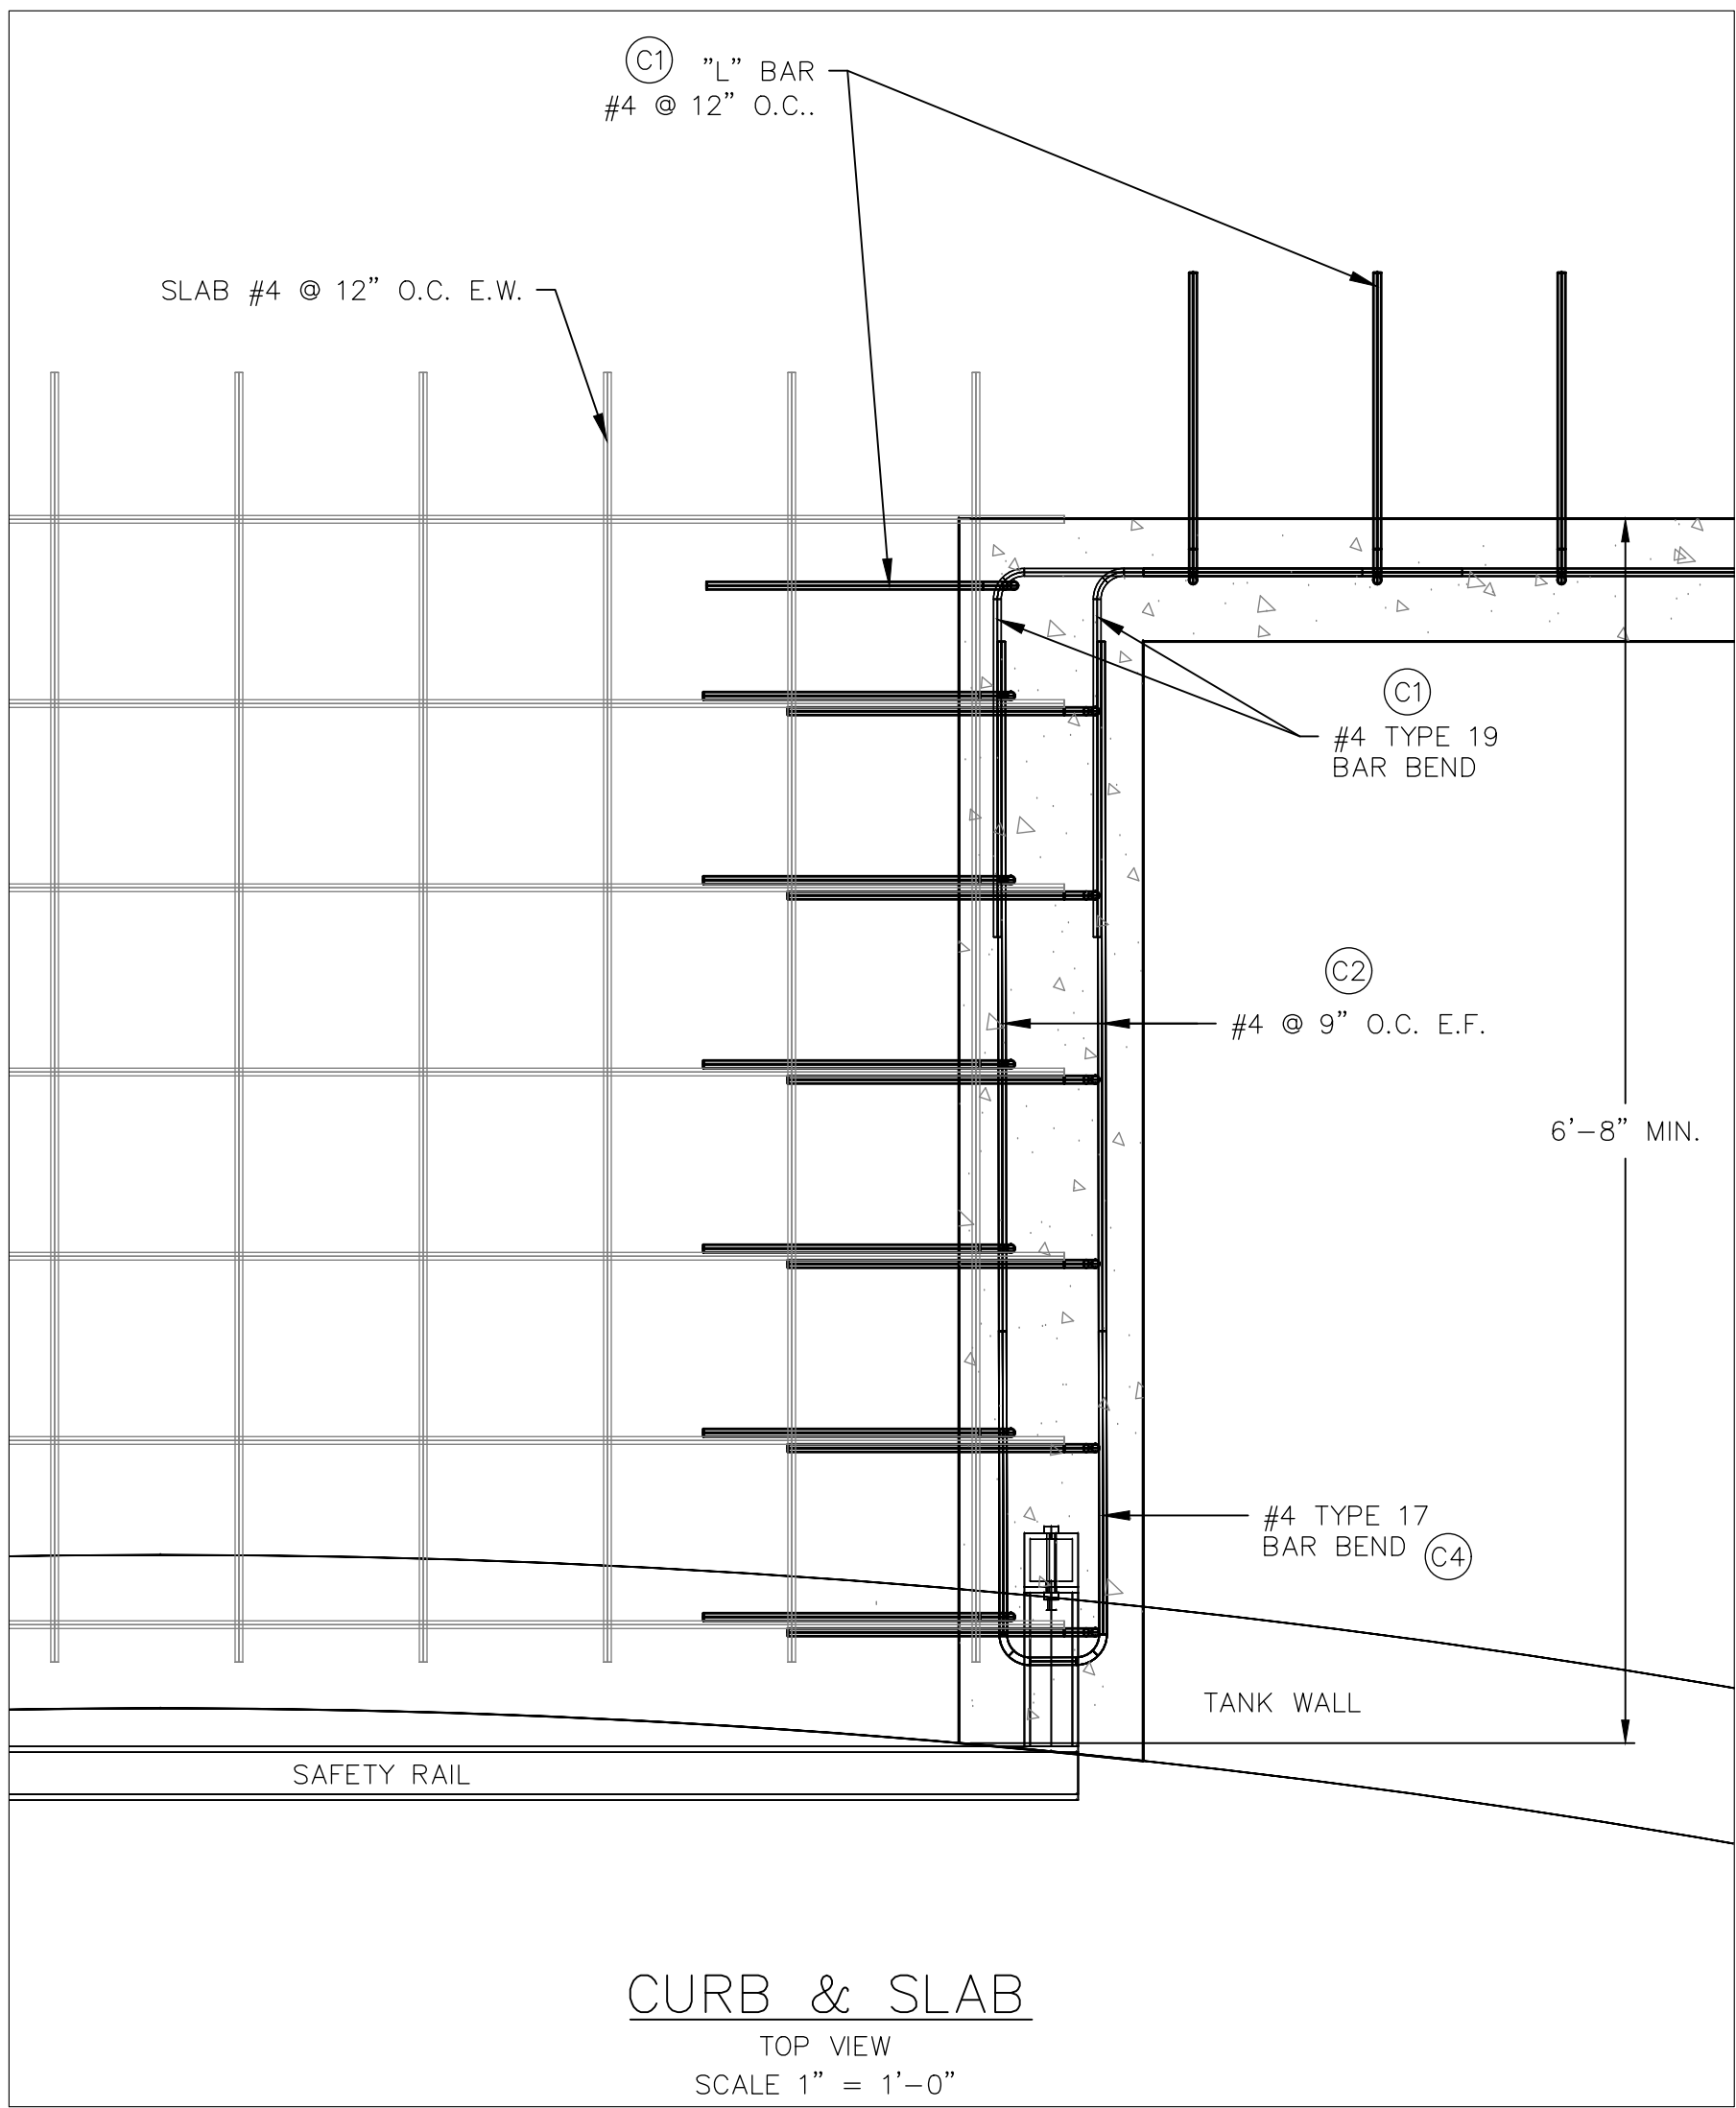 C1 "L" BAR
#4 @ 12" O.C..
SLAB #4 @ 12" O.C. E.W.
C1
#4 TYPE 19
BAR BEND
C2
#4 @ 9" O.C. E.F.
6'-8" MIN.
#4 TYPE 17
BAR BEND C4
TANK WALL
SAFETY RAIL
CURB & SLAB
TOP VIEW
SCALE 1" = 1'-0"